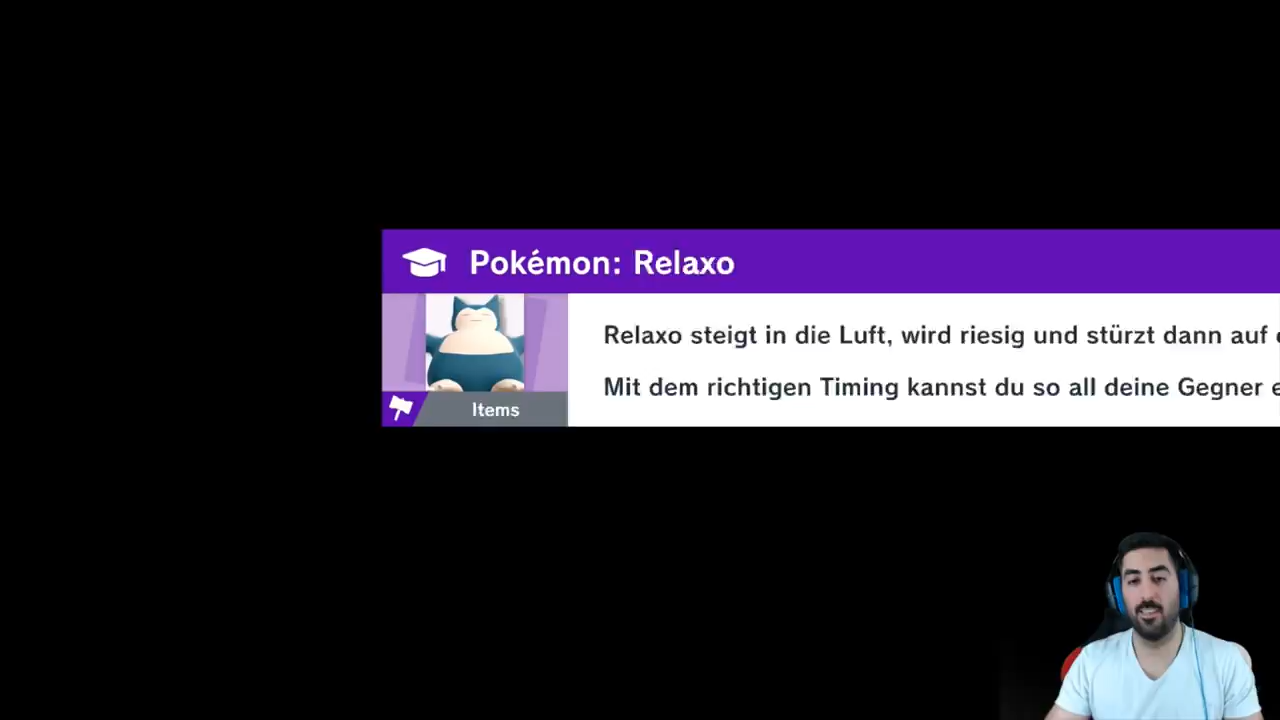 Pokémon: Relaxo
Relaxo steigt in die Luft, wird riesig und stürzt dann auf
Mit dem richtigen Timing kannst du so all deine Gegner
Items